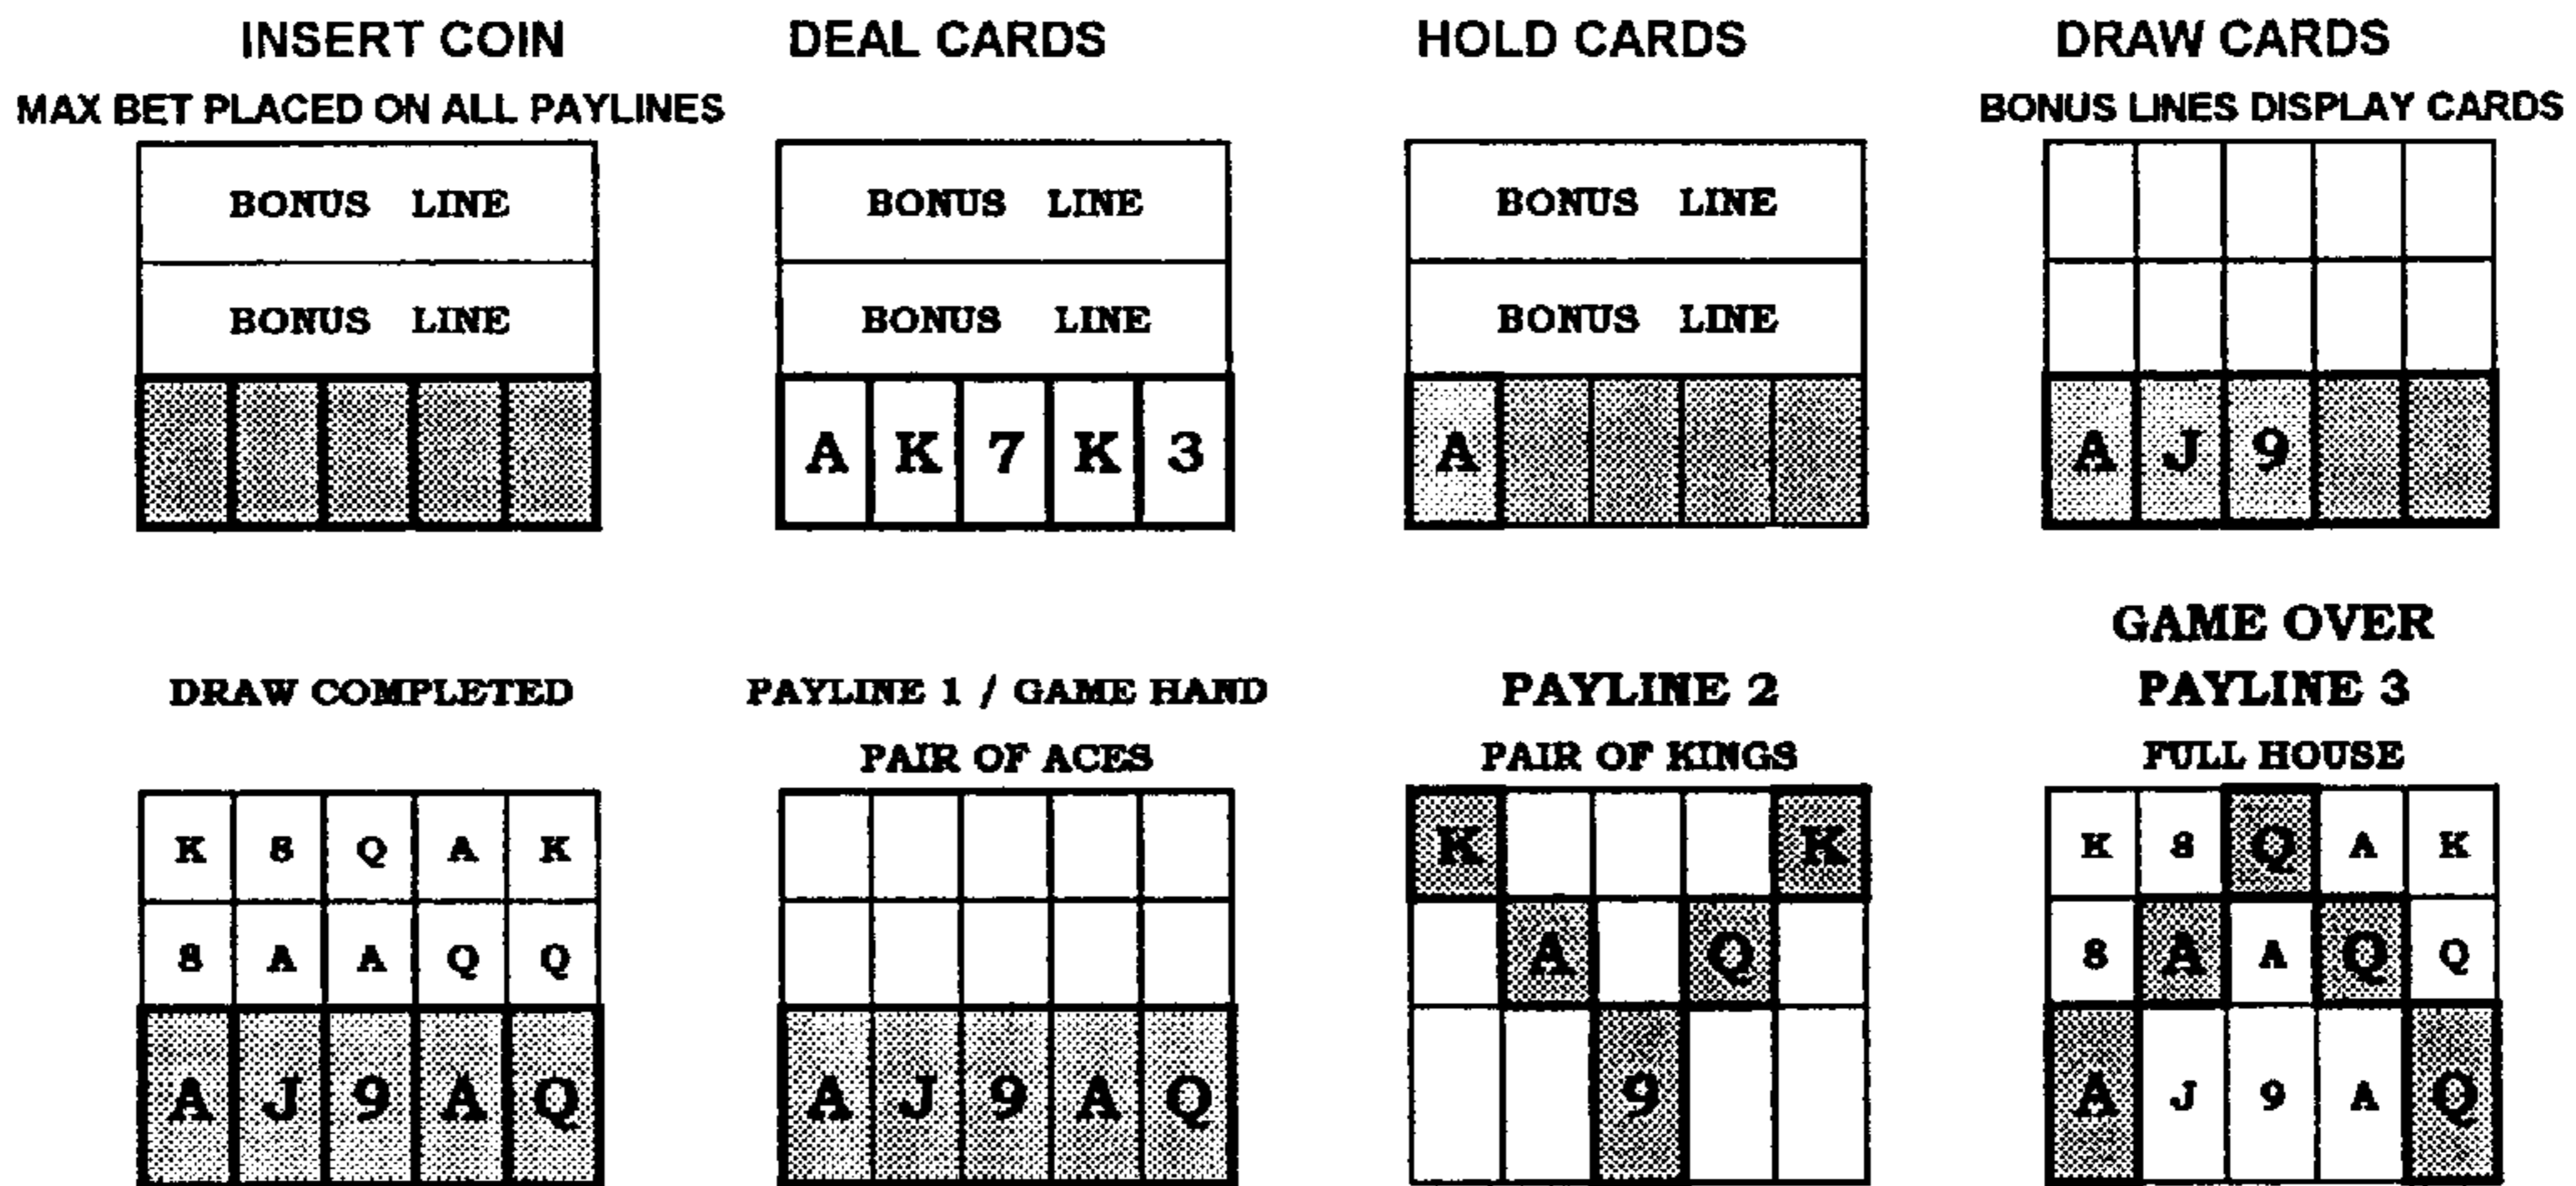 INSERT COIN
MAX BET PLACED ON ALL PAYLINES
BONUS LINE
BONUS LINE
DEAL CARDS
BONUS LINE
BONUS LINE
A K 7 K 3
HOLD CARDS
BONUS LINE
BONUS LINE
A
DRAW CARDS
BONUS LINES DISPLAY CARDS
A J 9
DRAW COMPLETED
K 8 Q A K
8 A A Q Q
A J 9 A Q
PAYLINE 1 / GAME HAND
PAIR OF ACES
A J 9 A Q
PAYLINE 2
PAIR OF KINGS
K K
A Q
9
GAME OVER
PAYLINE 3
FULL HOUSE
K 8 Q A K
8 A A Q Q
A J 9 A Q